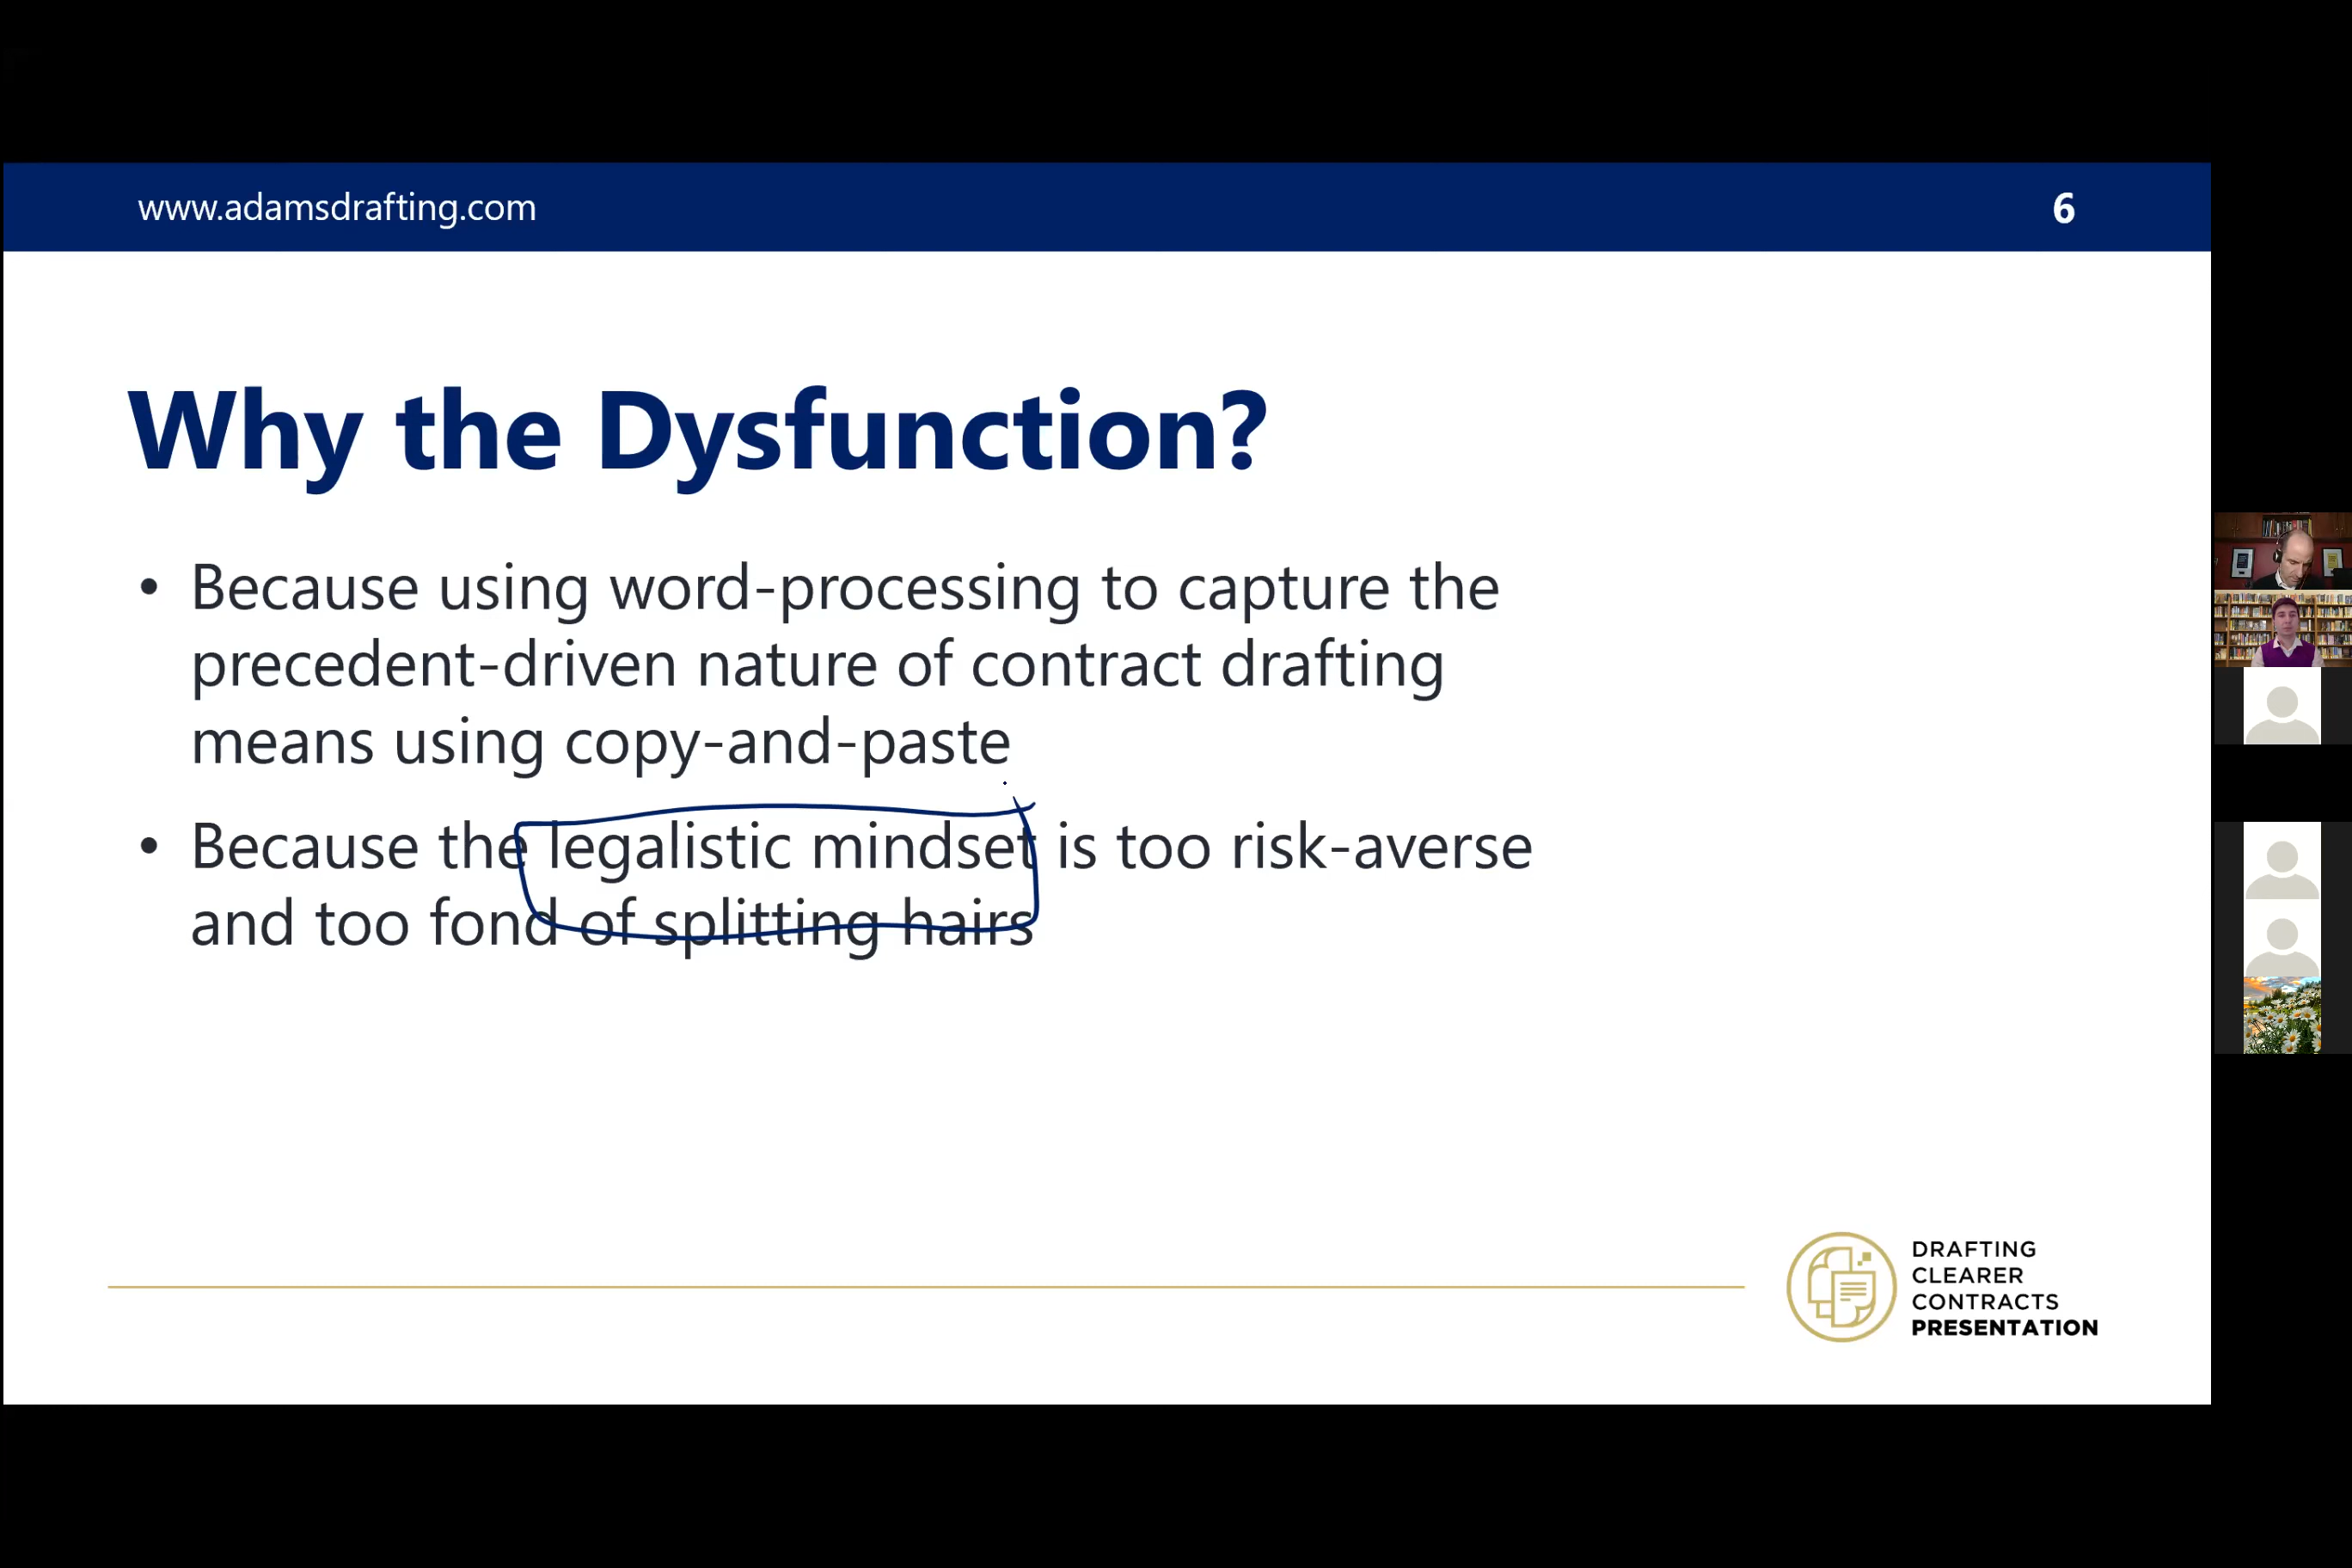 www.adamsdrafting.com
6
Why the Dysfunction?
• Because using word-processing to capture the
precedent-driven nature of contract drafting
means using copy-and-paste
• Because the legalistic mindset is too risk-averse
and too fond of splitting hairs
DRAFTING
CLEARER
CONTRACTS
PRESENTATION